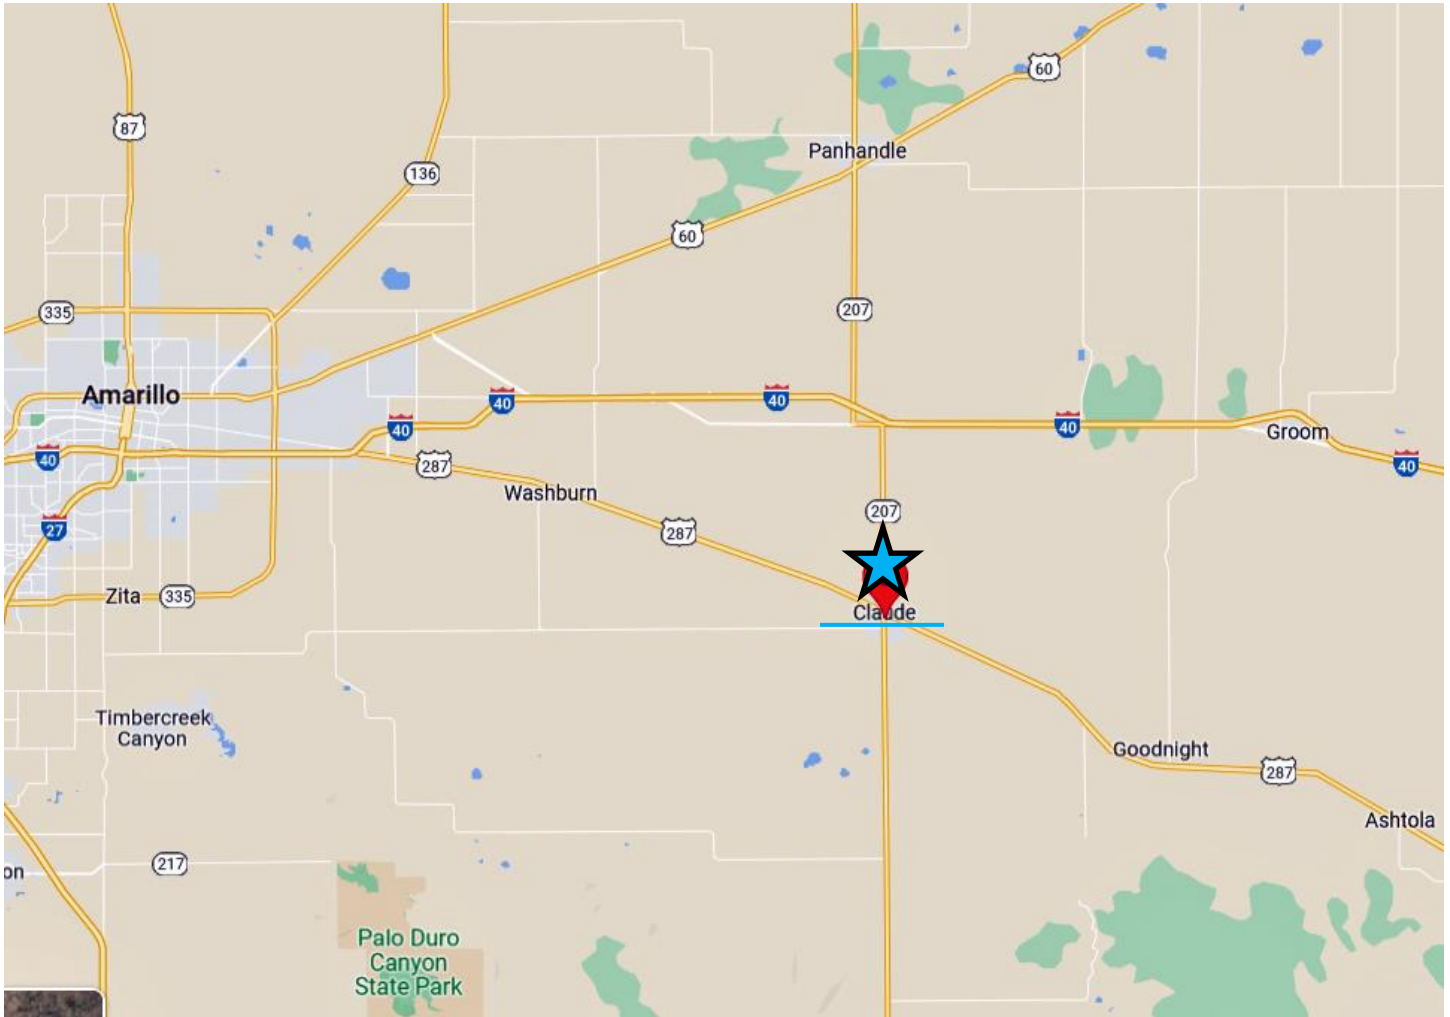 60
87
Panhandle
136
60
335
207
Amarillo
40
40
40
40
Groom
40
287
40
Washburn
207
27
287
Zita
335
Claude
Timbercreek
Canyon
Goodnight
287
Ashtola
217
on
Palo Duro
Canyon
State Park